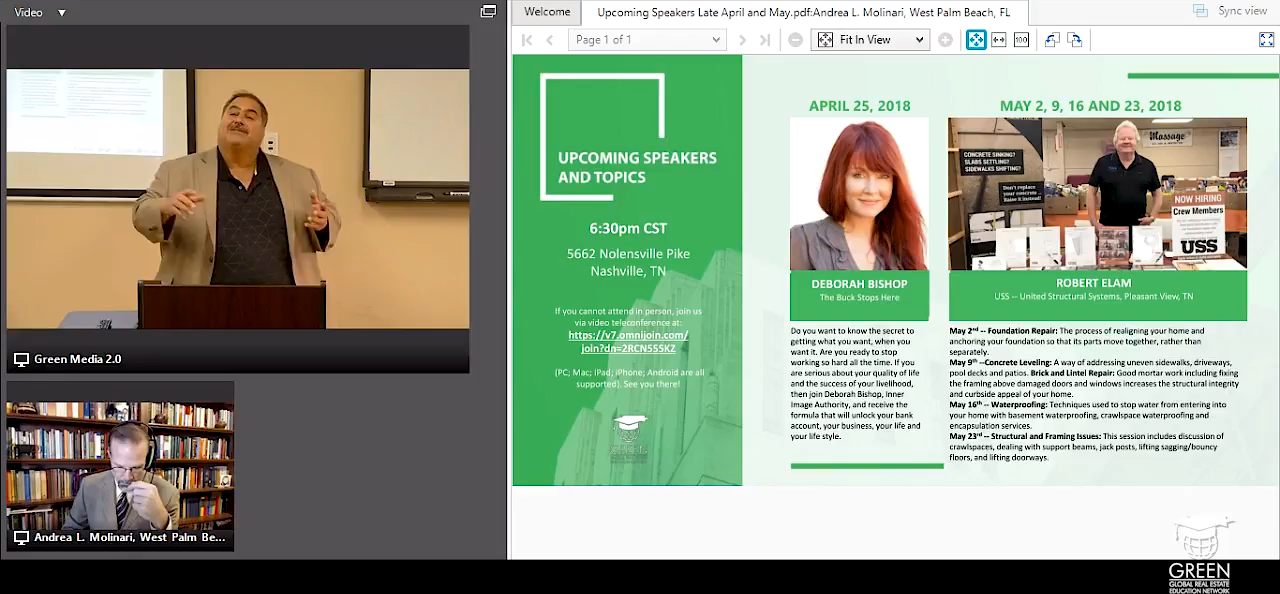 Video
Green Media 2.0
Andrea L. Molinari, West Palm Be...
Welcome
Upcoming Speakers Late April and May.pdf:Andrea L. Molinari, West Palm Beach, FL
Sync view
Page 1 of 1
Fit In View
100
UPCOMING SPEAKERS
AND TOPICS
6:30pm CST
5662 Nolensville Pike
Nashville, TN
If you cannot attend in person, join us
via video teleconference at:
https://v7.omnijoin.com/
join?dn=2RCN5S5KZ
(PC; Mac; IPad; iPhone; Android are all
supported). See you there!
APRIL 25, 2018
DEBORAH BISHOP
The Buck Stops Here
Do you want to know the secret to
getting what you want, when you
want it. Are you ready to stop
working so hard all the time. If you
are serious about your quality of life
and the success of your livelihood,
then join Deborah Bishop, Inner
Image Authority, and receive the
formula that will unlock your bank
account, your business, your life and
your life style.
MAY 2, 9, 16 AND 23, 2018
CONCRETE SINKING?
SLABS SETTLING?
SIDEWALKS SHIFTING?
Don't replace
your concrete...
Raise it instead!
Massage
NOW HIRING
Crew Members
USS
ROBERT ELAM
USS -- United Structural Systems, Pleasant View, TN
May 2nd -- Foundation Repair: The process of realigning your home and
anchoring your foundation so that its parts move together, rather than
separately.
May 9th --Concrete Leveling: A way of addressing uneven sidewalks, driveways,
pool decks and patios. Brick and Lintel Repair: Good mortar work including fixing
the framing above damaged doors and windows increases the structural integrity
and curbside appeal of your home.
May 16th -- Waterproofing: Techniques used to stop water from entering into
your home with basement waterproofing, crawlspace waterproofing and
encapsulation services.
May 23rd -- Structural and Framing Issues: This session includes discussion of
crawlspaces, dealing with support beams, jack posts, lifting sagging/bouncy
floors, and lifting doorways.
GREEN
GLOBAL REAL ESTATE
EDUCATION NETWORK